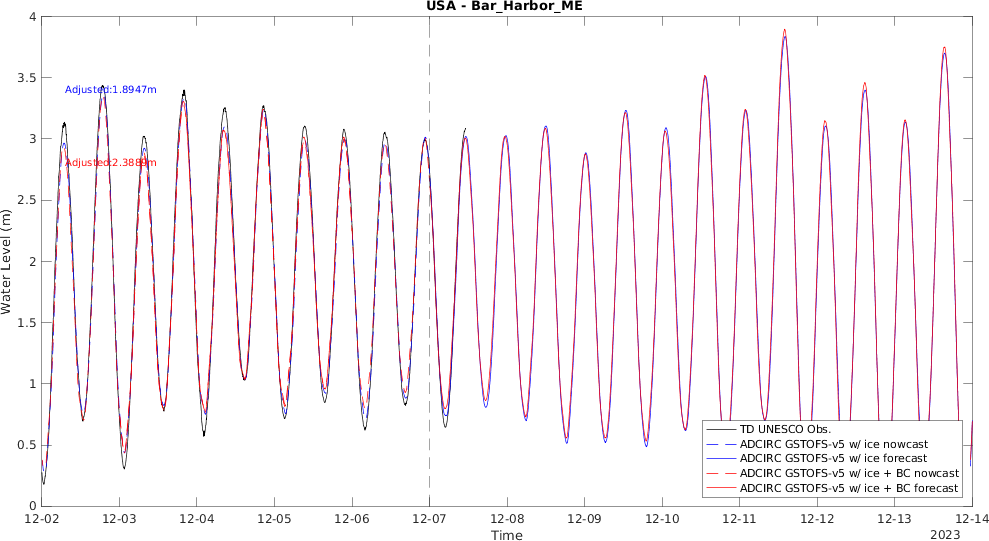 USA - Bar_Harbor_ME
4
3.5
3
2.5
2
1.5
1
0.5
0
Water Level (m)
Adjusted:1.8947m
Adjusted:2.3889m
TD UNESCO Obs.
ADCIRC GSTOFS-v5 w/ ice nowcast
ADCIRC GSTOFS-v5 w/ ice forecast
ADCIRC GSTOFS-v5 w/ ice + BC nowcast
ADCIRC GSTOFS-v5 w/ ice + BC forecast
12-02 12-03 12-04 12-05 12-06 12-07 12-08 12-09 12-10 12-11 12-12 12-13 12-14
Time
2023